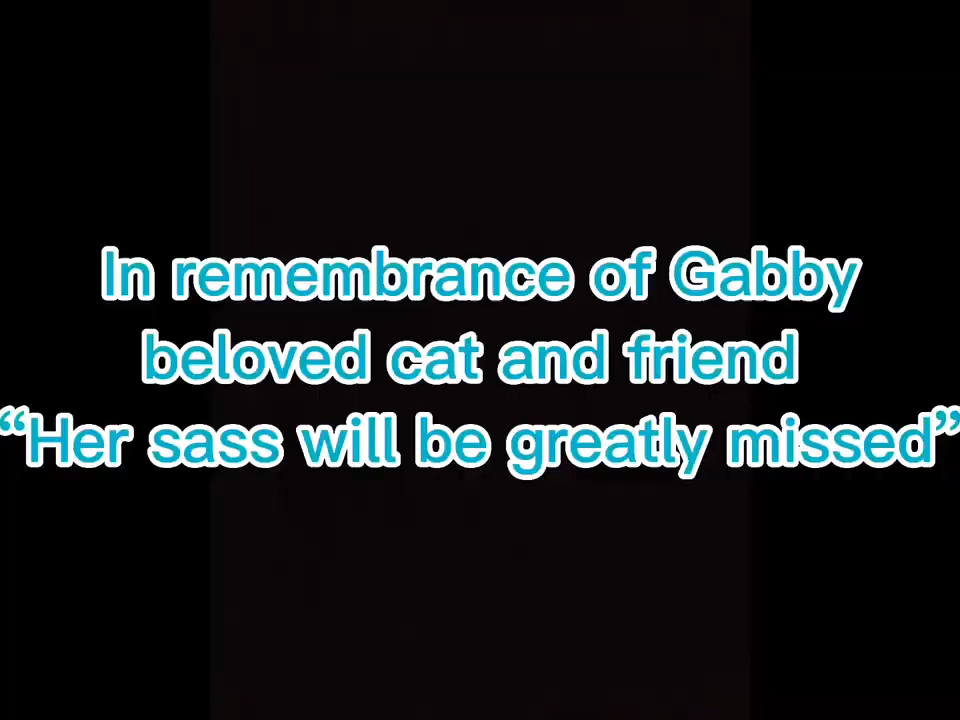 In remembrance of Gabby
beloved cat and friend
“Her sass will be greatly missed”